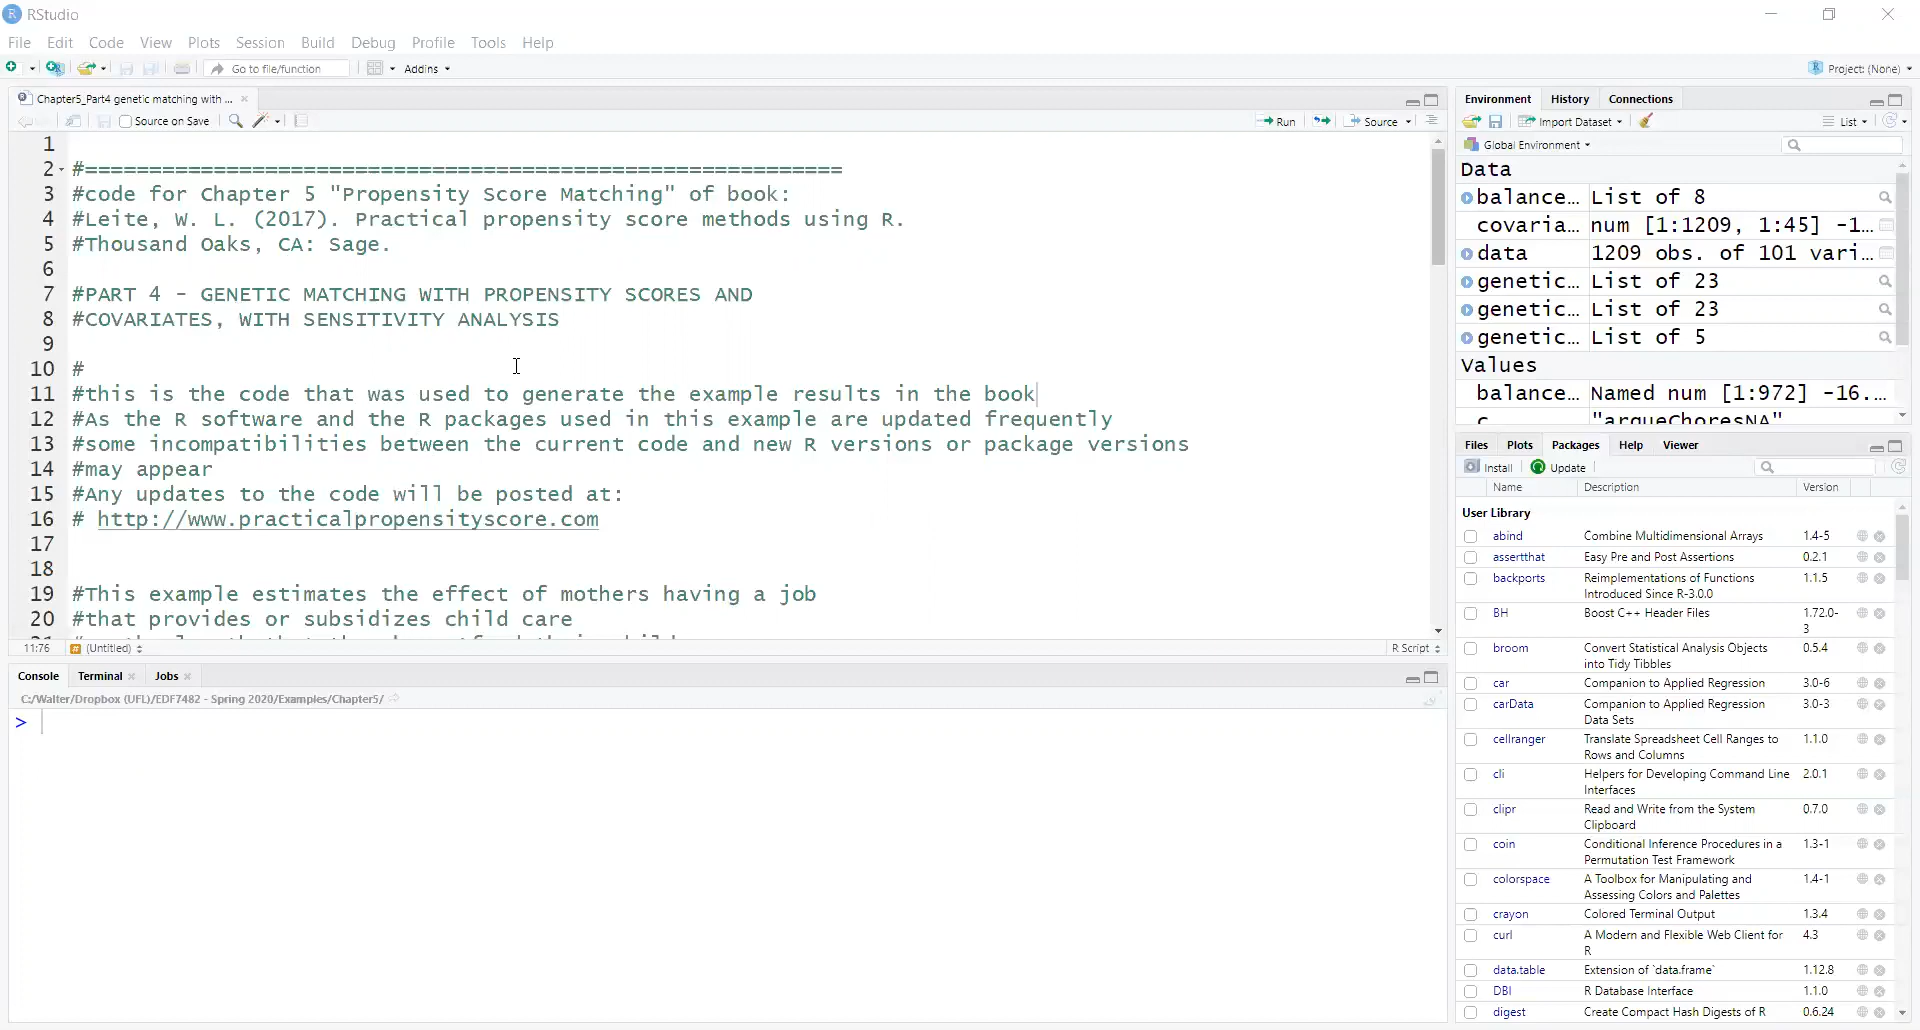 RStudio
File Edit Code View Plots Session Build Debug Profile Tools Help
Go to file/function Addins Project: (None)
Chapter5_Part4 genetic matching with ...
Source on Save Run Source
1
2 #===========================================================
3 #code for Chapter 5 "Propensity Score Matching" of book:
4 #Leite, W. L. (2017). Practical propensity score methods using R.
5 #Thousand Oaks, CA: Sage.
6
7 #PART 4 - GENETIC MATCHING WITH PROPENSITY SCORES AND
8 #COVARIATES, WITH SENSITIVITY ANALYSIS
9
10 #
11 #this is the code that was used to generate the example results in the book
12 #As the R software and the R packages used in this example are updated frequently
13 #some incompatibilities between the current code and new R versions or package versions
14 #may appear
15 #Any updates to the code will be posted at:
16 # http://www.practicalpropensityscore.com
17
18
19 #This example estimates the effect of mothers having a job
20 #that provides or subsidizes child care
11:76 # (Untitled) R Script
Console Terminal Jobs
C:/Walter/Dropbox (UFL)/EDF7482 - Spring 2020/Examples/Chapter5/
>
Environment History Connections
Import Dataset List
Global Environment
Data
balance... List of 8
covaria... num [1:1209, 1:45] -1...
data 1209 obs. of 101 vari...
genetic... List of 23
genetic... List of 23
genetic... List of 5
Values
balance... Named num [1:972] -16...
c "argueChoresNA"
Files Plots Packages Help Viewer
Install Update
Name Description Version
User Library
abind Combine Multidimensional Arrays 1.4-5
assertthat Easy Pre and Post Assertions 0.2.1
backports Reimplementations of Functions 1.1.5
Introduced Since R-3.0.0
BH Boost C++ Header Files 1.72.0-
3
broom Convert Statistical Analysis Objects 0.5.4
into Tidy Tibbles
car Companion to Applied Regression 3.0-6
carData Companion to Applied Regression 3.0-3
Data Sets
cellranger Translate Spreadsheet Cell Ranges to 1.1.0
Rows and Columns
cli Helpers for Developing Command Line 2.0.1
Interfaces
clipr Read and Write from the System 0.7.0
Clipboard
coin Conditional Inference Procedures in a 1.3-1
Permutation Test Framework
colorspace A Toolbox for Manipulating and 1.4-1
Assessing Colors and Palettes
crayon Colored Terminal Output 1.3.4
curl A Modern and Flexible Web Client for 4.3
R
data.table Extension of `data.frame` 1.12.8
DBI R Database Interface 1.1.0
digest Create Compact Hash Digests of R 0.6.24